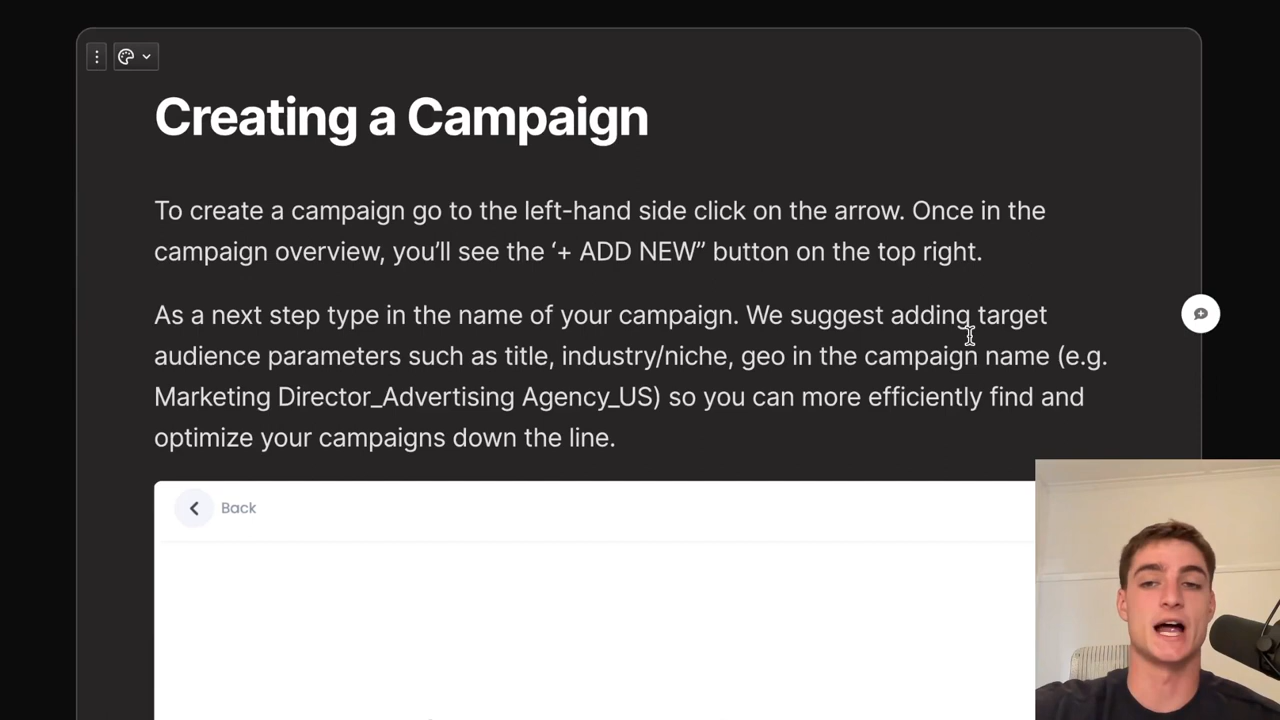 Creating a Campaign
To create a campaign go to the left-hand side click on the arrow. Once in the
campaign overview, you’ll see the ‘+ ADD NEW” button on the top right.
As a next step type in the name of your campaign. We suggest adding target
audience parameters such as title, industry/niche, geo in the campaign name (e.g.
Marketing Director_Advertising Agency_US) so you can more efficiently find and
optimize your campaigns down the line.
Back